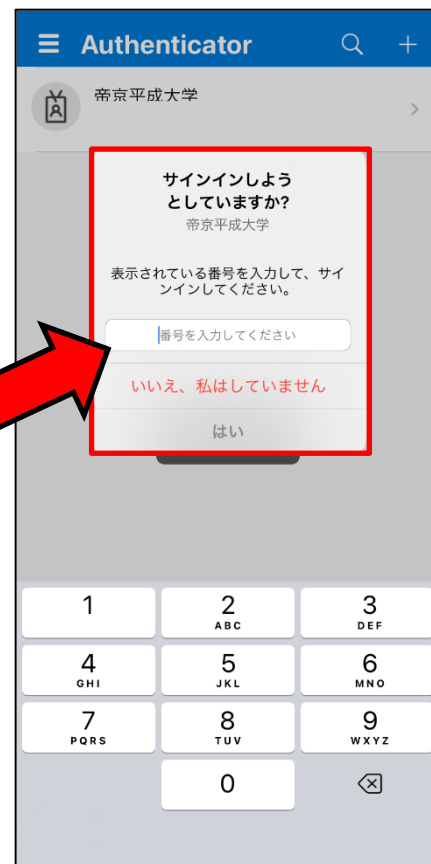 Authenticator
帝京平成大学
サインインしよう
としていますか?
帝京平成大学
表示されている番号を入力して、サイ
ンインしてください。
番号を入力してください
いいえ、私はしていません
はい
1 2 3
ABC DEF
4 5 6
GHI JKL MNO
7 8 9
PQRS TUV WXYZ
0